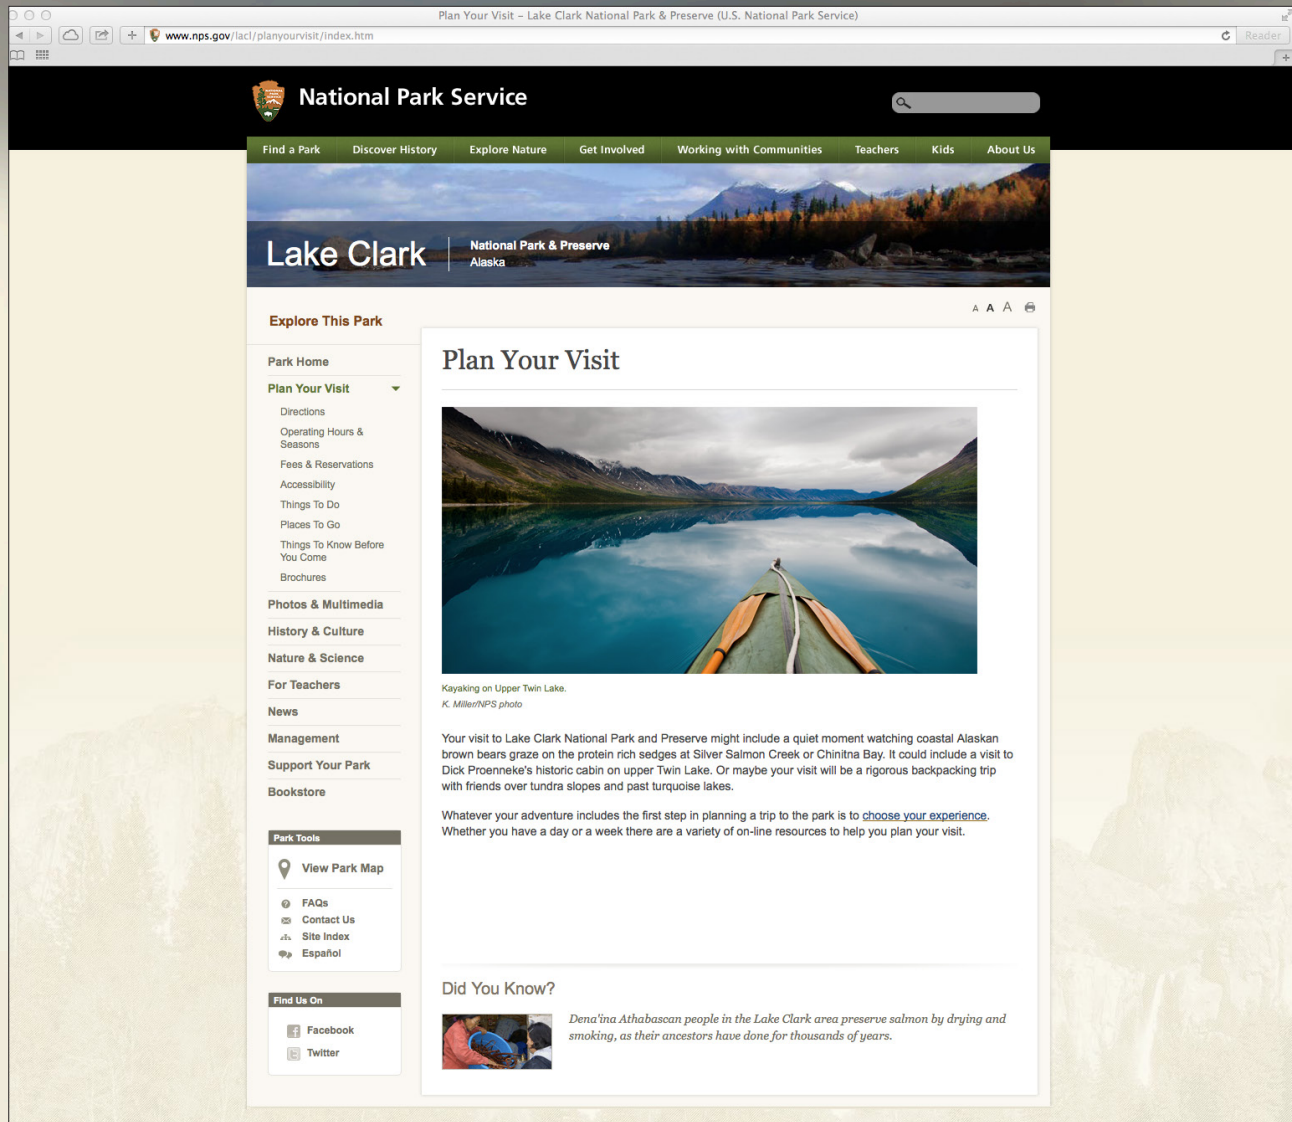 Plan Your Visit – Lake Clark National Park & Preserve (U.S. National Park Service)
www.nps.gov/lacl/planyourvisit/index.htm
Reader
National Park Service
Find a Park
Discover History
Explore Nature
Get Involved
Working with Communities
Teachers
Kids
About Us
Lake Clark
National Park & Preserve
Alaska
A A A
Explore This Park
Park Home
Plan Your Visit
Directions
Operating Hours &
Seasons
Fees & Reservations
Accessibility
Things To Do
Places To Go
Things To Know Before
You Come
Brochures
Photos & Multimedia
History & Culture
Nature & Science
For Teachers
News
Management
Support Your Park
Bookstore
Park Tools
View Park Map
FAQs
Contact Us
Site Index
Español
Find Us On
Facebook
Twitter
Plan Your Visit
Kayaking on Upper Twin Lake.
K. Miller/NPS photo
Your visit to Lake Clark National Park and Preserve might include a quiet moment watching coastal Alaskan
brown bears graze on the protein rich sedges at Silver Salmon Creek or Chinitna Bay. It could include a visit to
Dick Proenneke's historic cabin on upper Twin Lake. Or maybe your visit will be a rigorous backpacking trip
with friends over tundra slopes and past turquoise lakes.
Whatever your adventure includes the first step in planning a trip to the park is to choose your experience.
Whether you have a day or a week there are a variety of on-line resources to help you plan your visit.
Did You Know?
Dena'ina Athabascan people in the Lake Clark area preserve salmon by drying and
smoking, as their ancestors have done for thousands of years.